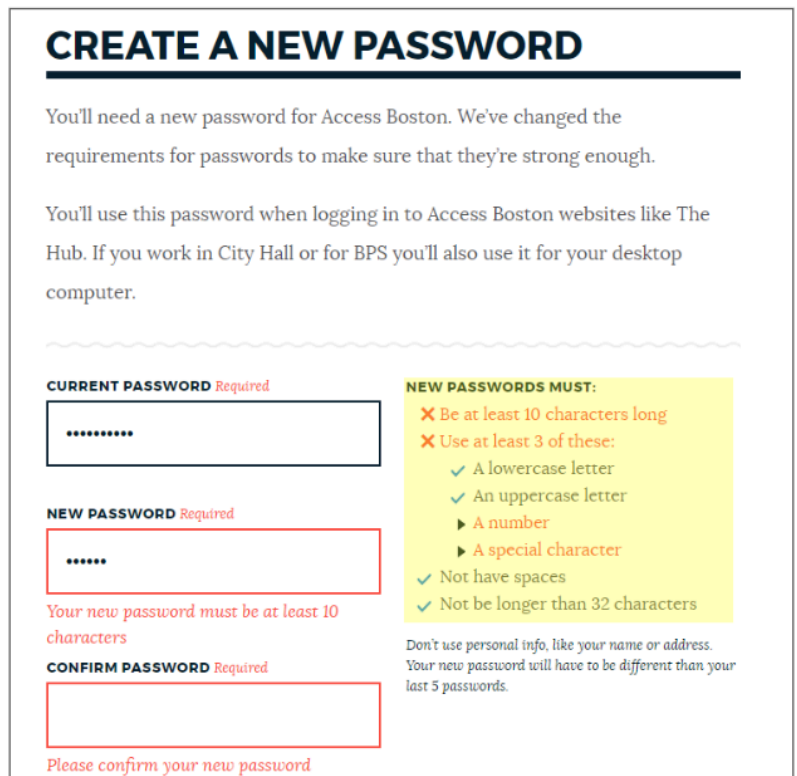 CREATE A NEW PASSWORD
You'll need a new password for Access Boston. We've changed the
requirements for passwords to make sure that they're strong enough.
You'll use this password when logging in to Access Boston websites like The
Hub. If you work in City Hall or for BPS you'll also use it for your desktop
computer.
CURRENT PASSWORD Required
••••••••••
NEW PASSWORD Required
••••••
Your new password must be at least 10
characters
CONFIRM PASSWORD Required
Please confirm your new password
NEW PASSWORDS MUST:
Be at least 10 characters long
Use at least 3 of these:
A lowercase letter
An uppercase letter
A number
A special character
Not have spaces
Not be longer than 32 characters
Don't use personal info, like your name or address.
Your new password will have to be different than your
last 5 passwords.